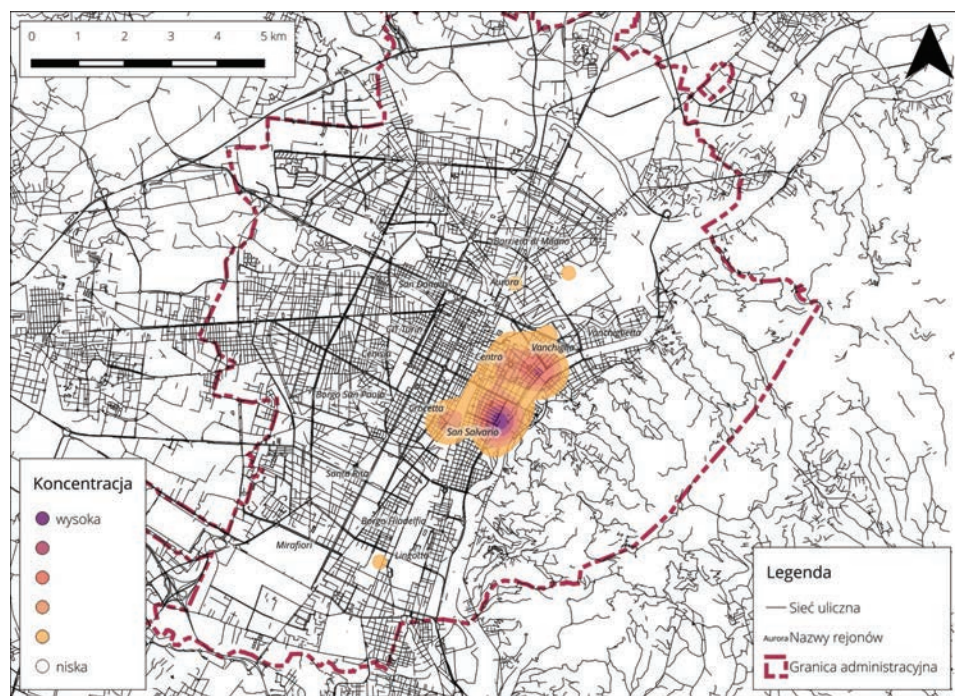 0 1 2 3 4 5 km
Barriera di Milano
Aurora
San Donato
Vanchiglietta
Cit Turin
Vanchiglia
Centro
Cenisia
Borgo San Paolo
Crocetta
San Salvario
Santa Rita
Borgo Filadelfia
Mirafiori
Lingotto
Koncentracja
wysoka
niska
Legenda
Sieć uliczna
Aurora Nazwy rejonów
Granica administracyjna